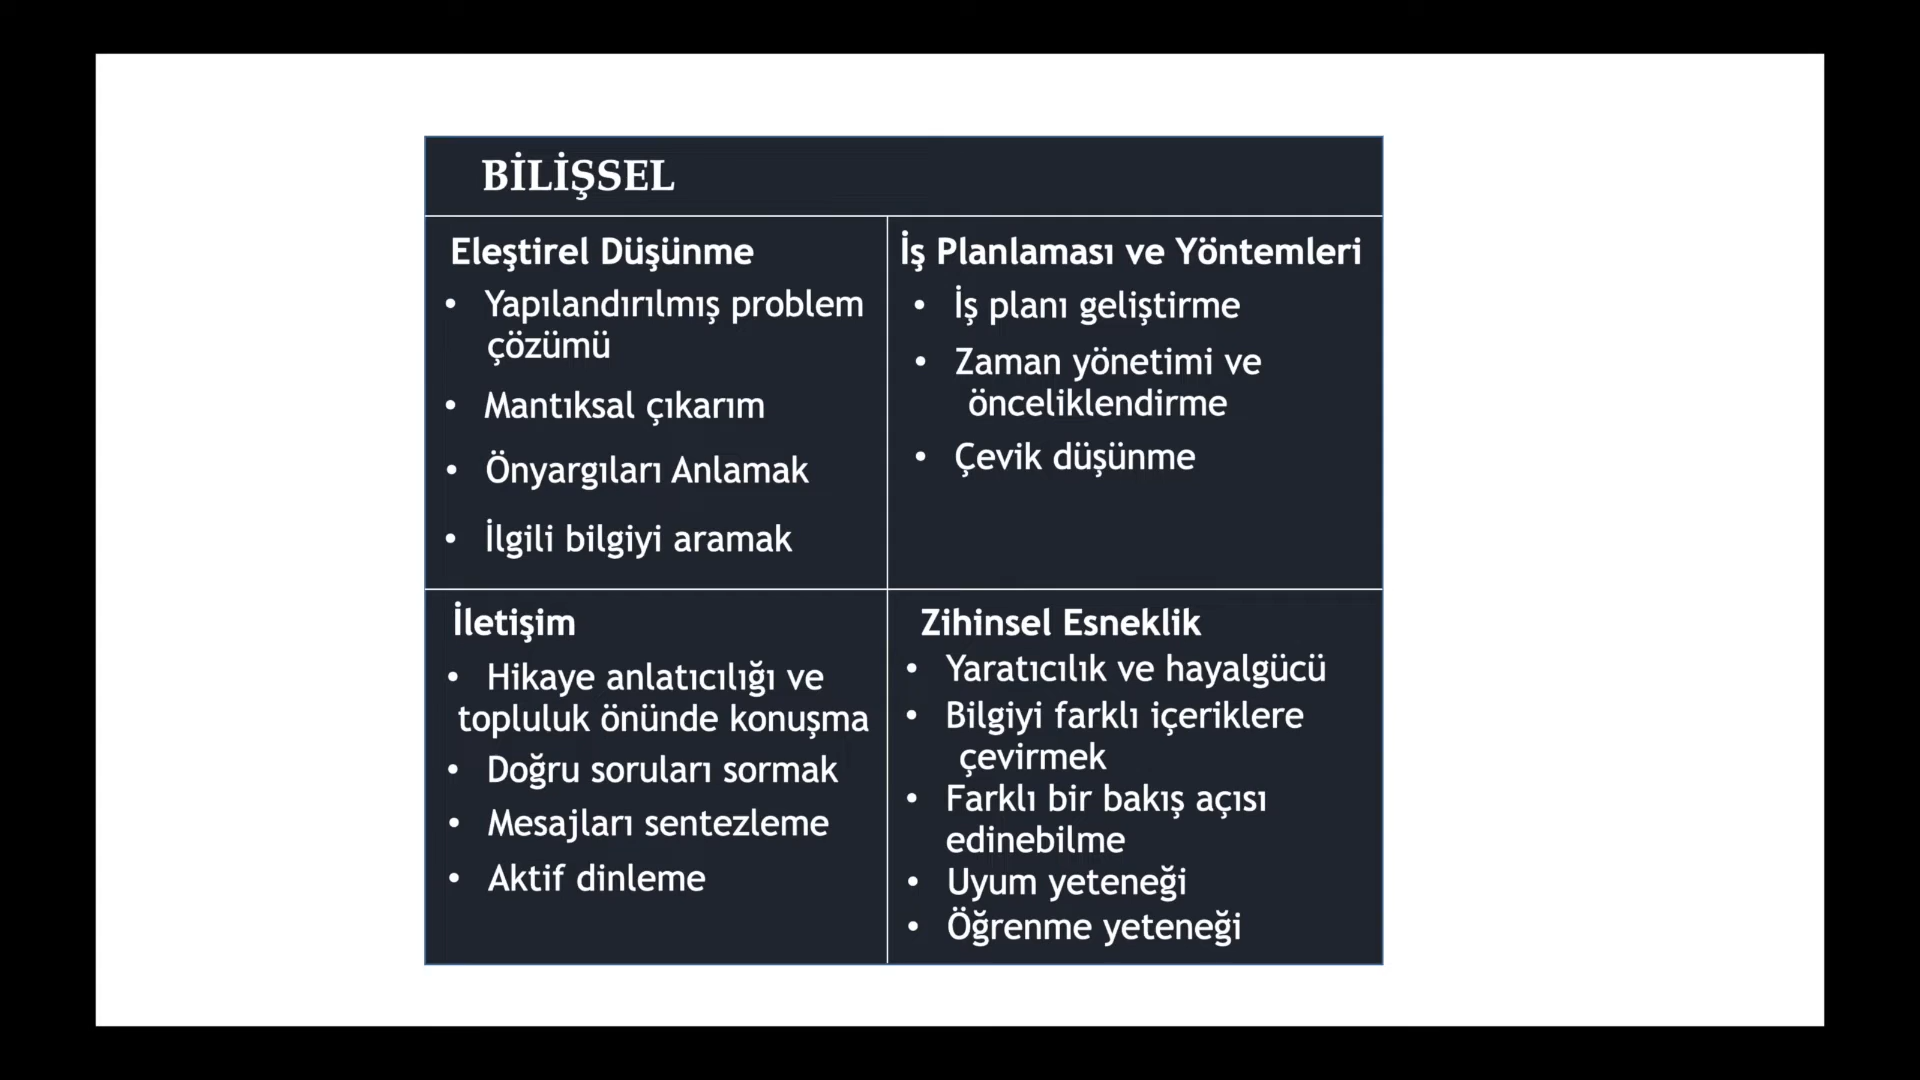 BİLİŞSEL
Eleştirel Düşünme
• Yapılandırılmış problem
çözümü
• Mantıksal çıkarım
• Önyargıları Anlamak
• İlgili bilgiyi aramak
İş Planlaması ve Yöntemleri
• İş planı geliştirme
• Zaman yönetimi ve
önceliklendirme
• Çevik düşünme
İletişim
• Hikaye anlatıcılığı ve
topluluk önünde konuşma
• Doğru soruları sormak
• Mesajları sentezleme
• Aktif dinleme
Zihinsel Esneklik
• Yaratıcılık ve hayalgücü
• Bilgiyi farklı içeriklere
çevirmek
• Farklı bir bakış açısı
edinebilme
• Uyum yeteneği
• Öğrenme yeteneği